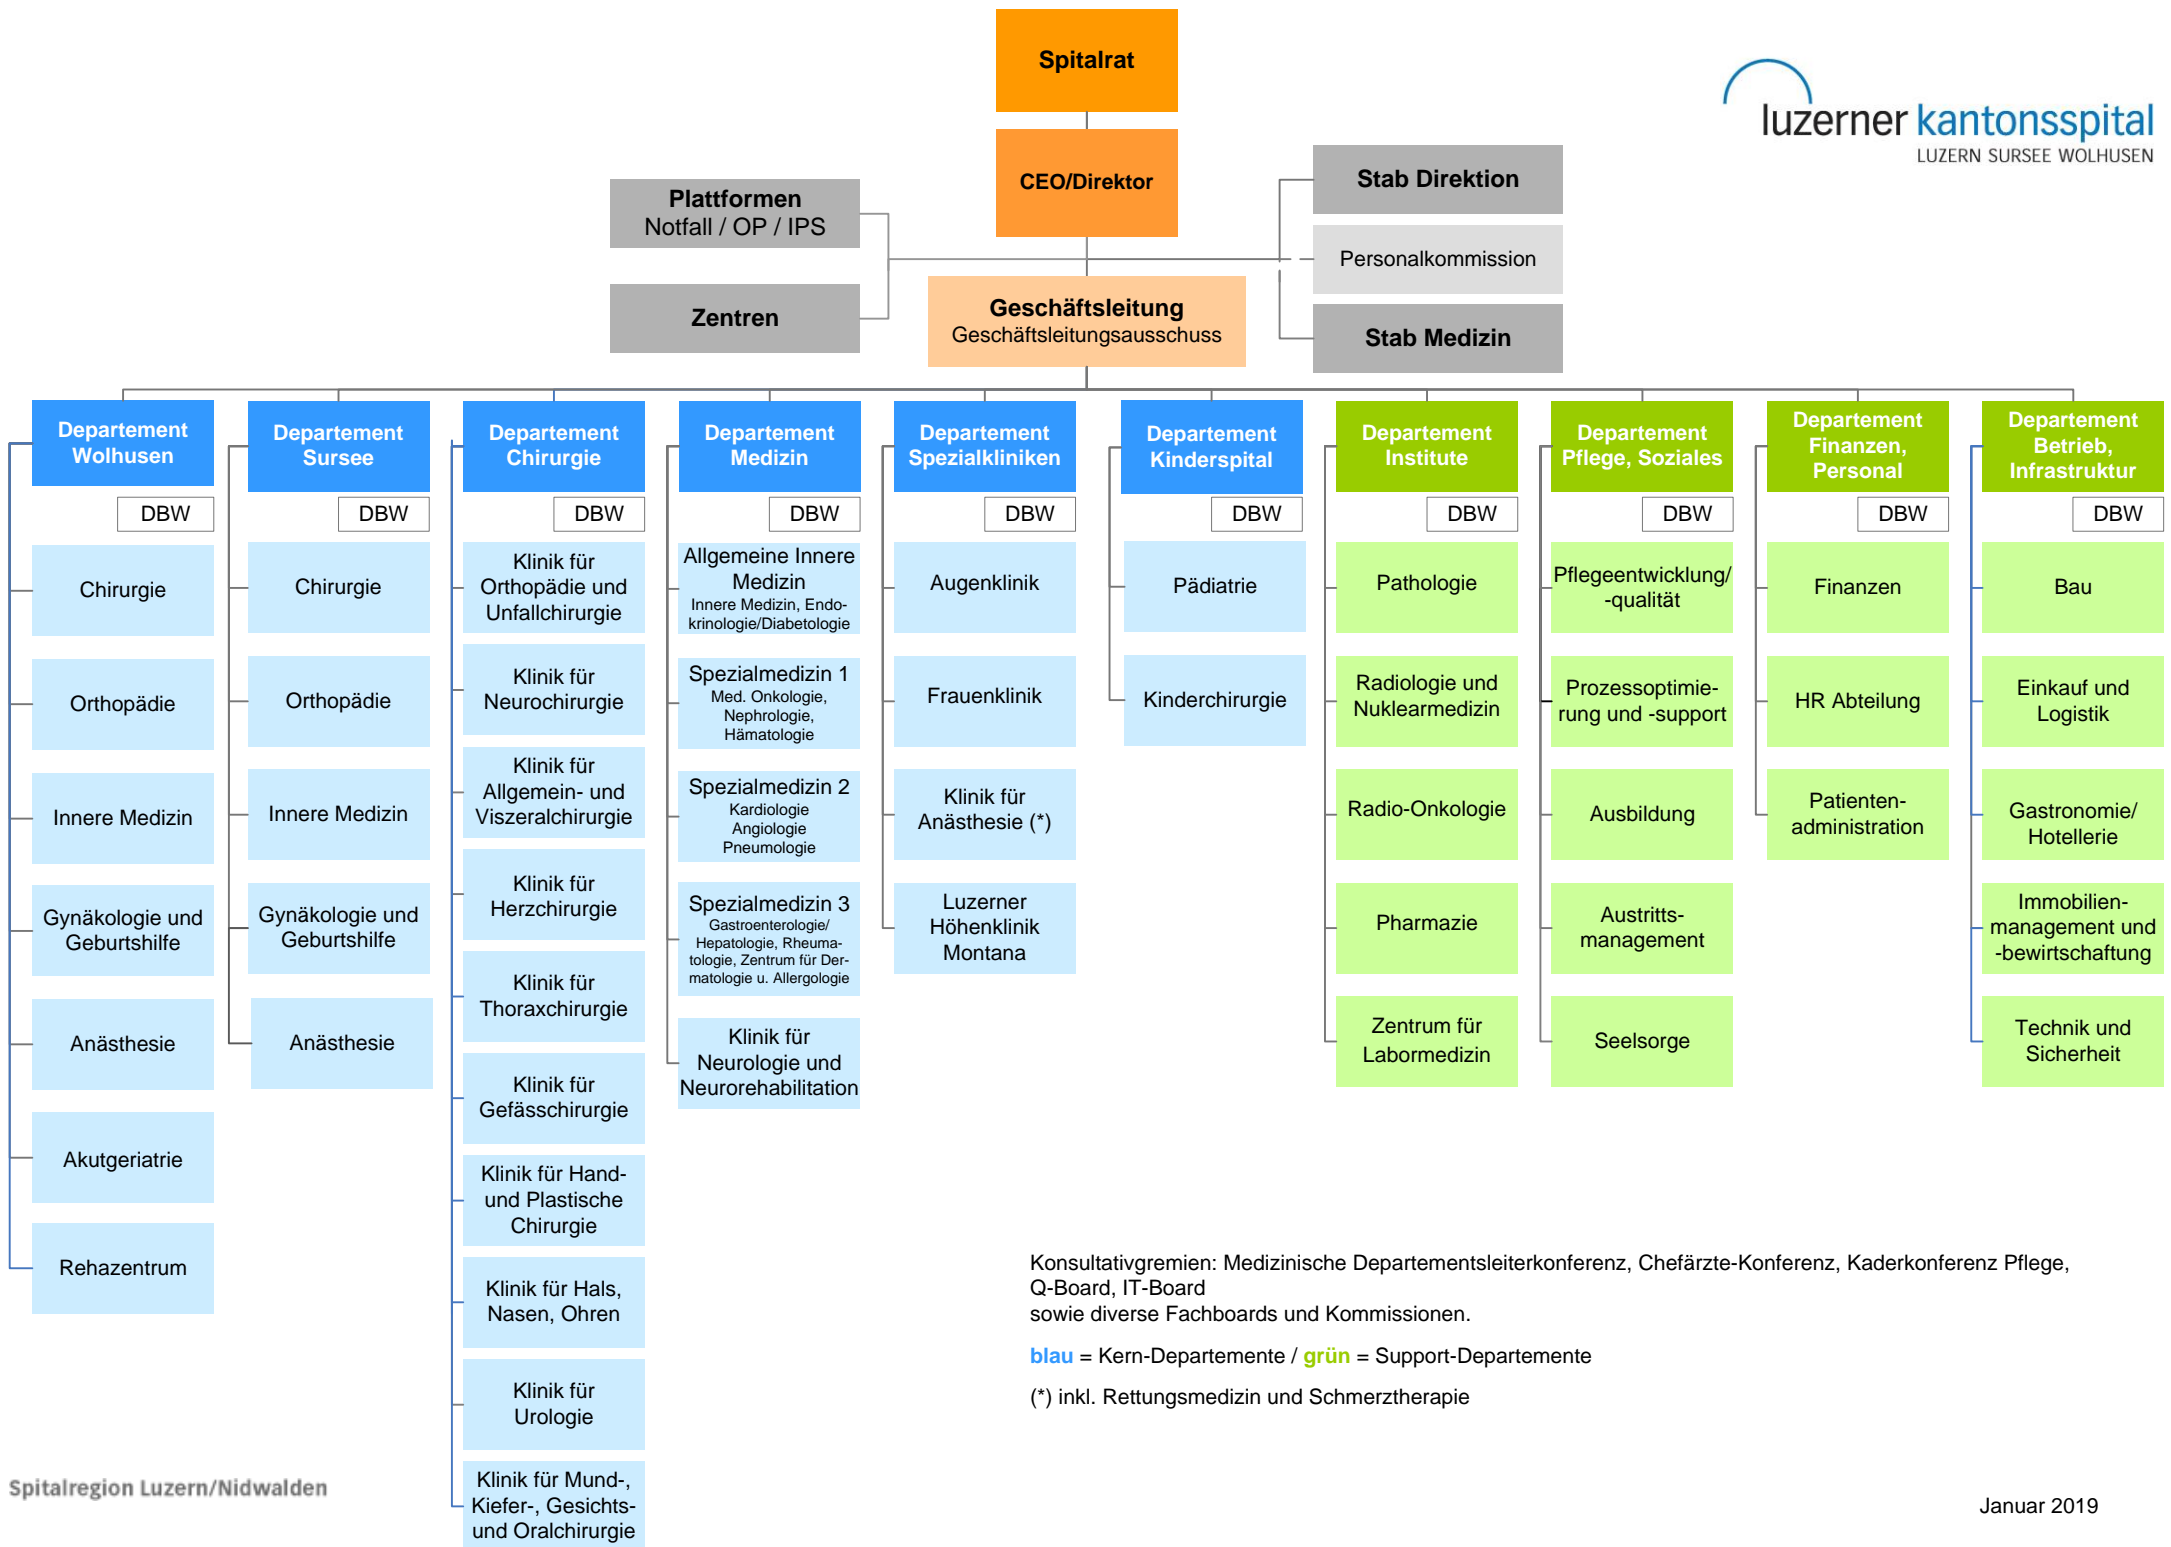 Spitalrat
luzerner kantonsspital
LUZERN SURSEE WOLHUSEN
CEO/Direktor
Plattformen
Notfall / OP / IPS
Zentren
Stab Direktion
Personalkommission
Stab Medizin
Geschäftsleitung
Geschäftsleitungsausschuss
Departement
Wolhusen
DBW
Chirurgie
Orthopädie
Innere Medizin
Gynäkologie und
Geburtshilfe
Anästhesie
Akutgeriatrie
Rehazentrum
Departement
Sursee
DBW
Chirurgie
Orthopädie
Innere Medizin
Gynäkologie und
Geburtshilfe
Anästhesie
Departement
Chirurgie
DBW
Klinik für
Orthopädie und
Unfallchirurgie
Klinik für
Neurochirurgie
Klinik für
Allgemein- und
Viszeralchirurgie
Klinik für
Herzchirurgie
Klinik für
Thoraxchirurgie
Klinik für
Gefässchirurgie
Klinik für Hand-
und Plastische
Chirurgie
Klinik für Hals,
Nasen, Ohren
Klinik für
Urologie
Klinik für Mund-,
Kiefer-, Gesichts-
und Oralchirurgie
Departement
Medizin
DBW
Allgemeine Innere
Medizin
Innere Medizin, Endo-
krinologie/Diabetologie
Spezialmedizin 1
Med. Onkologie,
Nephrologie,
Hämatologie
Spezialmedizin 2
Kardiologie
Angiologie
Pneumologie
Spezialmedizin 3
Gastroenterologie/
Hepatologie, Rheuma-
tologie, Zentrum für Der-
matologie u. Allergologie
Klinik für
Neurologie und
Neurorehabilitation
Departement
Spezialkliniken
DBW
Augenklinik
Frauenklinik
Klinik für
Anästhesie (*)
Luzerner
Höhenklinik
Montana
Departement
Kinderspital
DBW
Pädiatrie
Kinderchirurgie
Departement
Institute
DBW
Pathologie
Radiologie und
Nuklearmedizin
Radio-Onkologie
Pharmazie
Zentrum für
Labormedizin
Departement
Pflege, Soziales
DBW
Pflegeentwicklung/
-qualität
Prozessoptimie-
rung und -support
Ausbildung
Austritts-
management
Seelsorge
Departement
Finanzen,
Personal
DBW
Finanzen
HR Abteilung
Patienten-
administration
Departement
Betrieb,
Infrastruktur
DBW
Bau
Einkauf und
Logistik
Gastronomie/
Hotellerie
Immobilien-
management und
-bewirtschaftung
Technik und
Sicherheit
Konsultativgremien: Medizinische Departementsleiterkonferenz, Chefärzte-Konferenz, Kaderkonferenz Pflege,
Q-Board, IT-Board
sowie diverse Fachboards und Kommissionen.
blau = Kern-Departemente / grün = Support-Departemente
(*) inkl. Rettungsmedizin und Schmerztherapie
Spitalregion Luzern/Nidwalden
Januar 2019